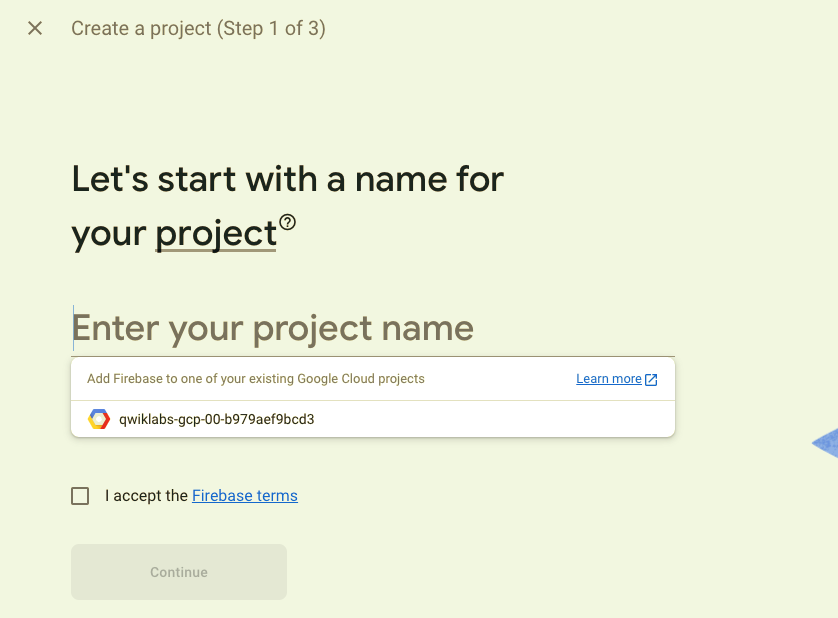 Create a project (Step 1 of 3)
Let's start with a name for
your project
Enter your project name
Add Firebase to one of your existing Google Cloud projects Learn more
qwiklabs-gcp-00-b979aef9bcd3
I accept the Firebase terms
Continue